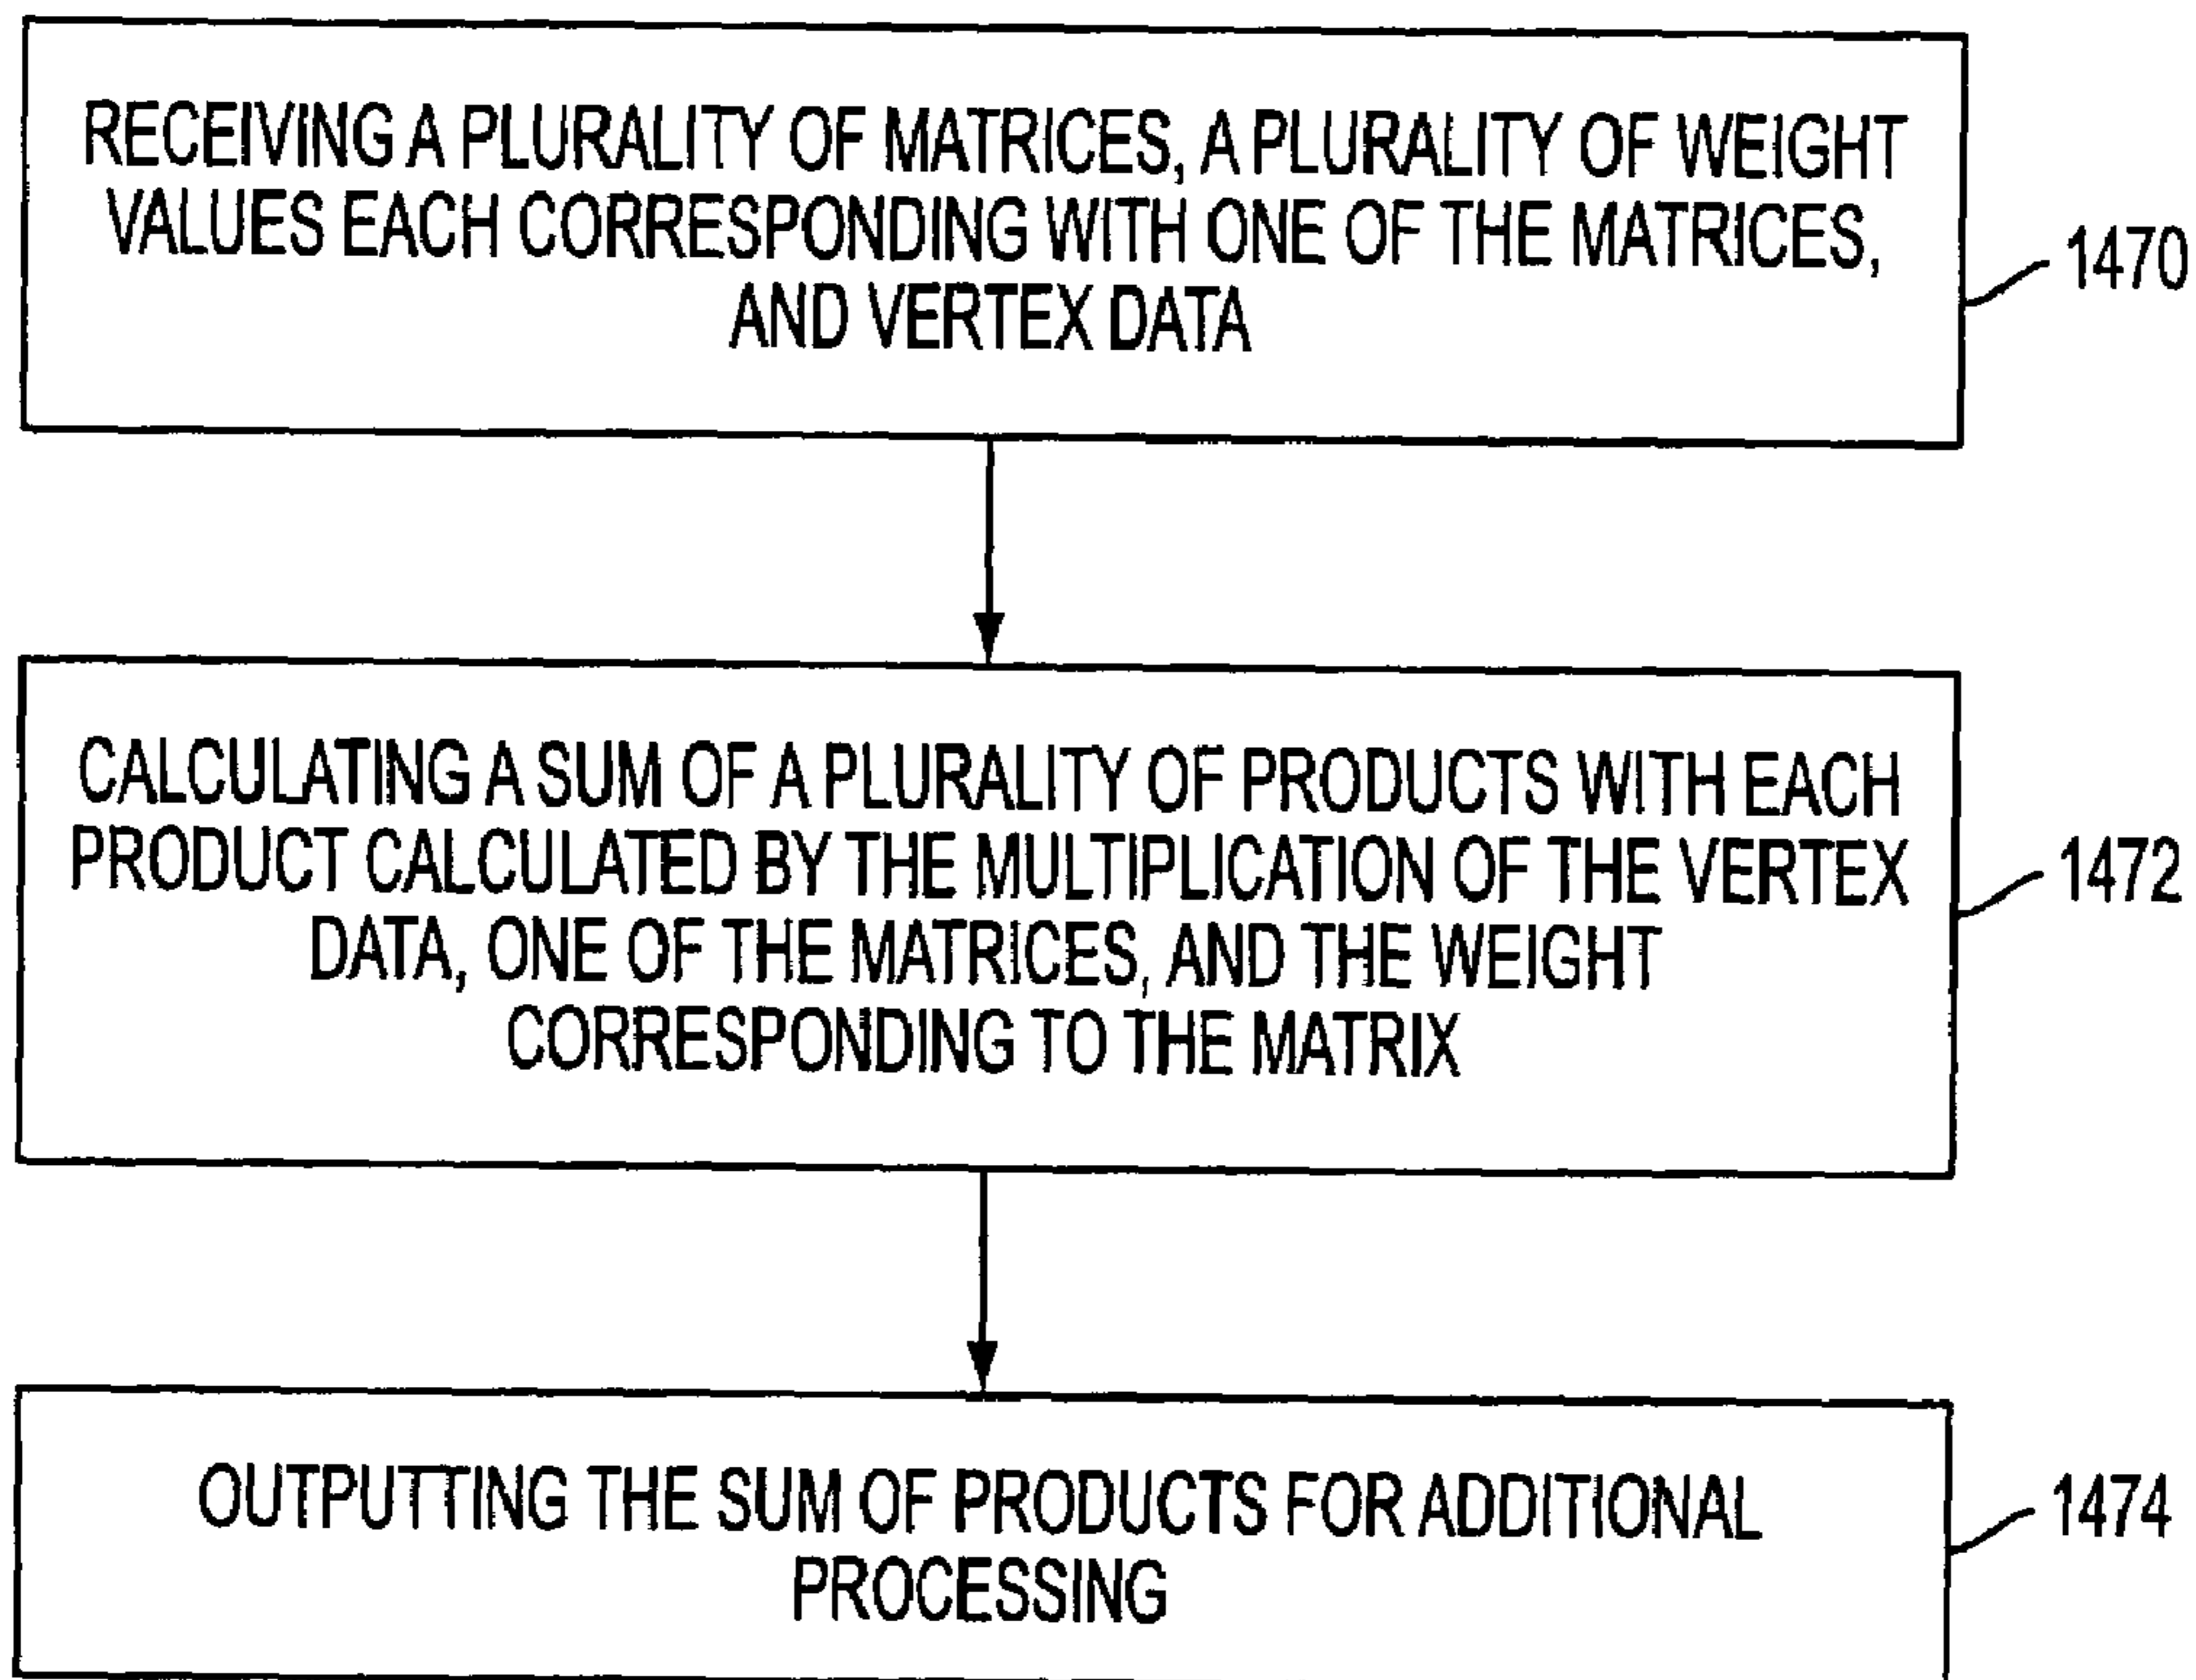 RECEIVING A PLURALITY OF MATRICES, A PLURALITY OF WEIGHT
VALUES EACH CORRESPONDING WITH ONE OF THE MATRICES,
AND VERTEX DATA
1470
CALCULATING A SUM OF A PLURALITY OF PRODUCTS WITH EACH
PRODUCT CALCULATED BY THE MULTIPLICATION OF THE VERTEX
DATA, ONE OF THE MATRICES, AND THE WEIGHT
CORRESPONDING TO THE MATRIX
1472
OUTPUTTING THE SUM OF PRODUCTS FOR ADDITIONAL
PROCESSING
1474